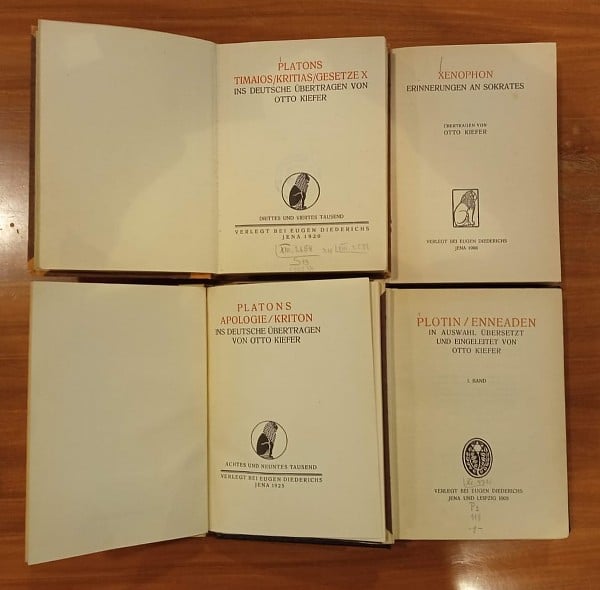 PLATONS
TIMAIOS/KRITIAS/GESETZE X
INS DEUTSCHE ÜBERTRAGEN VON
OTTO KIEFER
DRITTES UND VIERTES TAUSEND
VERLEGT BEI EUGEN DIEDERICHS
JENA 1920
XENOPHON
ERINNERUNGEN AN SOKRATES
ÜBERTRAGEN VON
OTTO KIEFER
VERLEGT BEI EUGEN DIEDERICHS
JENA 1906
PLATONS
APOLOGIE/KRITON
INS DEUTSCHE ÜBERTRAGEN
VON OTTO KIEFER
ACHTES UND NEUNTES TAUSEND
VERLEGT BEI EUGEN DIEDERICHS
JENA 1925
PLOTIN/ENNEADEN
IN AUSWAHL ÜBERSETZT
UND EINGELEITET VON
OTTO KIEFER
I. BAND
VERLEGT BEI EUGEN DIEDERICHS
JENA UND LEIPZIG 1905